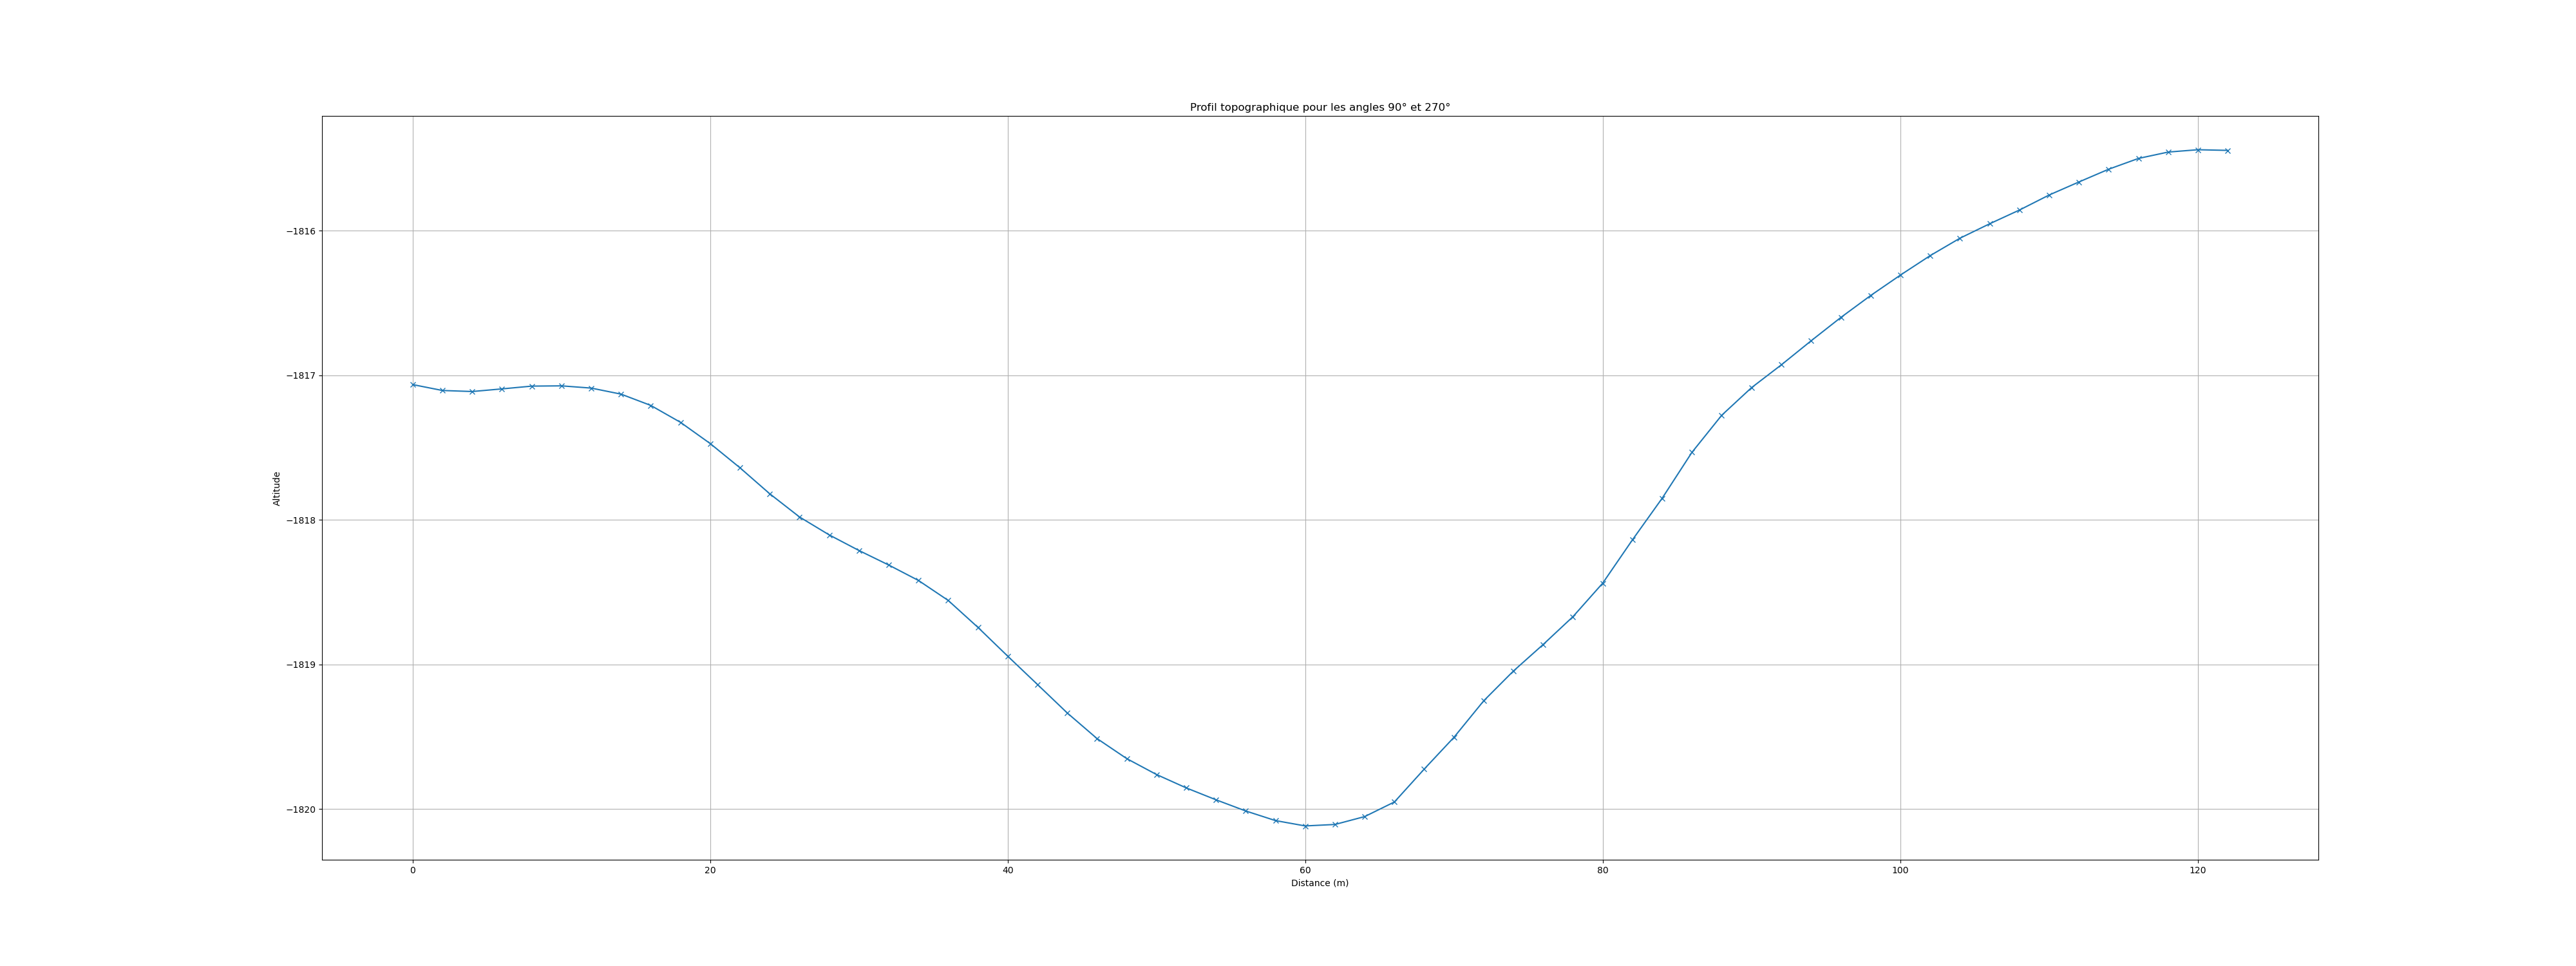 Profil topographique pour les angles 90° et 270°
Altitude
−1816
−1817
−1818
−1819
−1820
0 20 40 60 80 100 120
Distance (m)